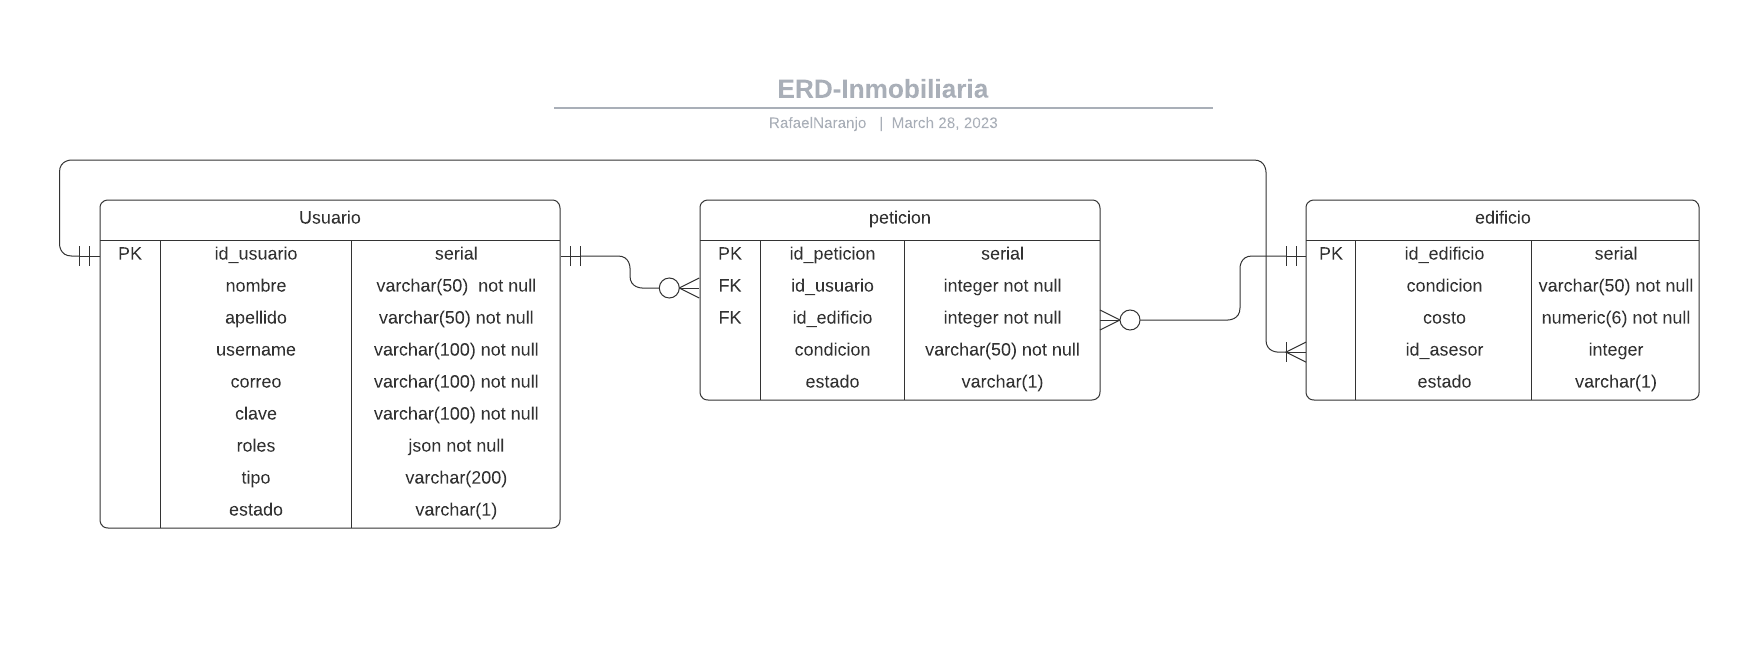 ERD-Inmobiliaria
RafaelNaranjo | March 28, 2023
Usuario
PK id_usuario serial
nombre varchar(50) not null
apellido varchar(50) not null
username varchar(100) not null
correo varchar(100) not null
clave varchar(100) not null
roles json not null
tipo varchar(200)
estado varchar(1)
peticion
PK id_peticion serial
FK id_usuario integer not null
FK id_edificio integer not null
condicion varchar(50) not null
estado varchar(1)
edificio
PK id_edificio serial
condicion varchar(50) not null
costo numeric(6) not null
id_asesor integer
estado varchar(1)